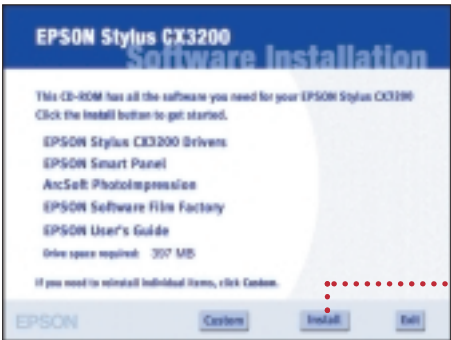 EPSON Stylus CX3200
Software Installation
This CD-ROM has all the software you need for your EPSON Stylus CX3200
Click the Install button to get started.
EPSON Stylus CX3200 Drivers
EPSON Smart Panel
ArcSoft PhotoImpression
EPSON Software Film Factory
EPSON User's Guide
Drive space required: 397 MB
If you need to reinstall individual items, click Custom.
EPSON Custom Install Exit